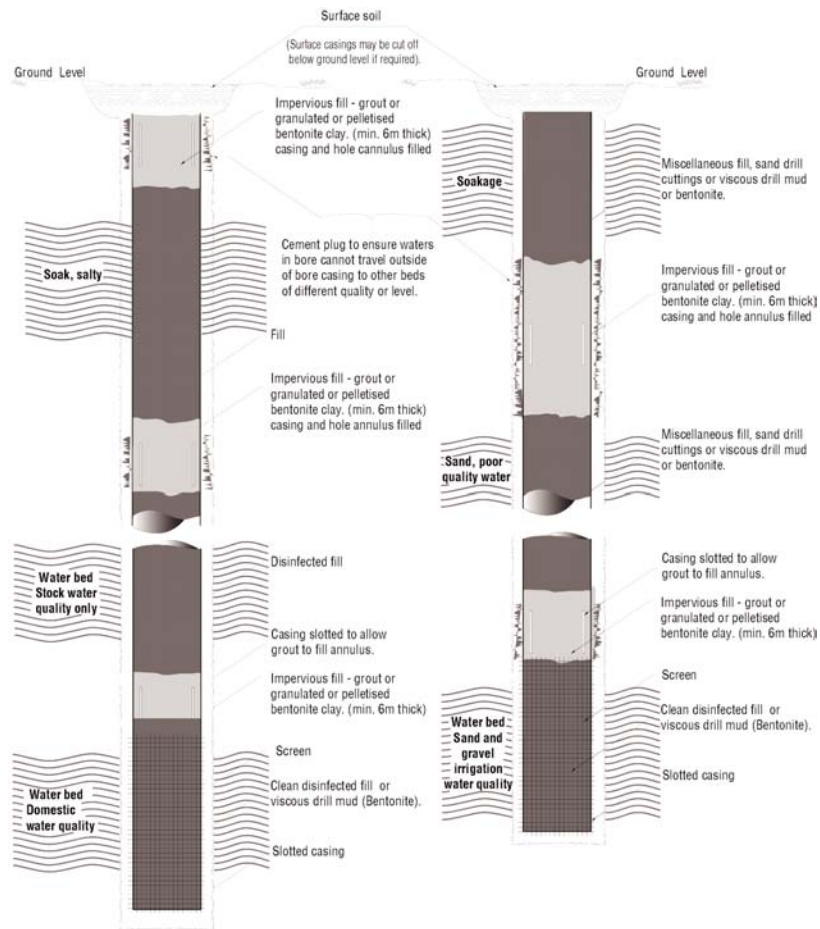 Surface soil
(Surface casings may be cut off
below ground level if required).
Ground Level
Ground Level
Impervious fill - grout or
granulated or pelletised
bentonite clay. (min. 6m thick)
casing and hole cannulus filled
Soak, salty
Cement plug to ensure waters
in bore cannot travel outside
of bore casing to other beds
of different quality or level.
Fill
Impervious fill - grout or
granulated or pelletised
bentonite clay. (min. 6m thick)
casing and hole annulus filled
Water bed
Stock water
quality only
Disinfected fill
Casing slotted to allow
grout to fill annulus.
Impervious fill - grout or
granulated or pelletised
bentonite clay. (min. 6m thick)
Water bed
Domestic
water quality
Screen
Clean disinfected fill or
viscous drill mud (Bentonite).
Slotted casing
Soakage
Miscellaneous fill, sand drill
cuttings or viscous drill mud
or bentonite.
Impervious fill - grout or
granulated or pelletised
bentonite clay. (min. 6m thick)
casing and hole annulus filled
Sand, poor
quality water
Miscellaneous fill, sand drill
cuttings or viscous drill mud
or bentonite.
Casing slotted to allow
grout to fill annulus.
Impervious fill - grout or
granulated or pelletised
bentonite clay. (min. 6m thick)
Screen
Water bed
Sand and
gravel
irrigation
water quality
Clean disinfected fill or
viscous drill mud (Bentonite).
Slotted casing